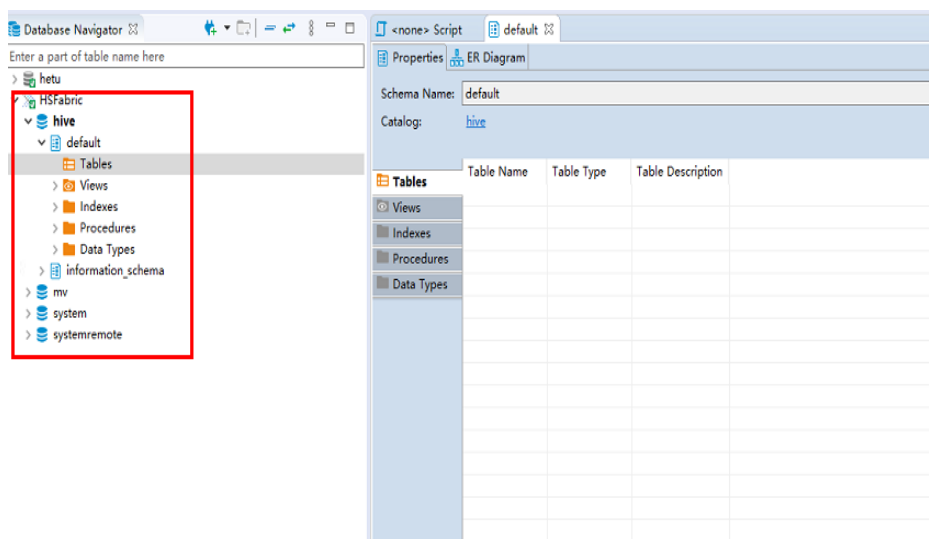 Database Navigator
Enter a part of table name here
hetu
HSFabric
hive
default
Tables
Views
Indexes
Procedures
Data Types
information_schema
mv
system
systemremote
<none> Script
default
Properties
ER Diagram
Schema Name: default
Catalog: hive
Tables
Views
Indexes
Procedures
Data Types
Table Name Table Type Table Description